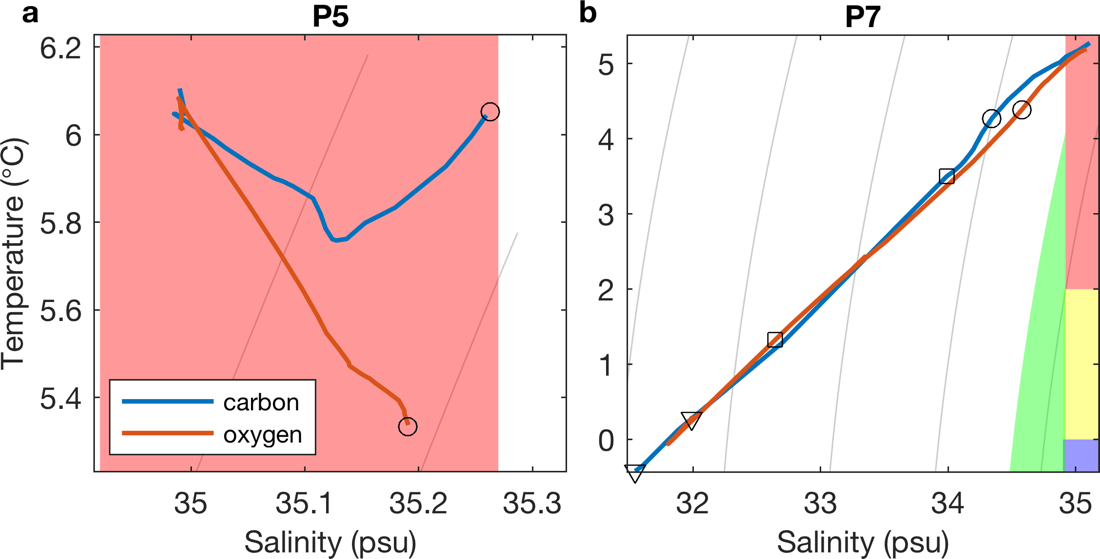 a
P5
6.2
6
5.8
5.6
5.4
Temperature (°C)
carbon
oxygen
35
35.1
35.2
35.3
Salinity (psu)
b
P7
5
4
3
2
1
0
32
33
34
35
Salinity (psu)